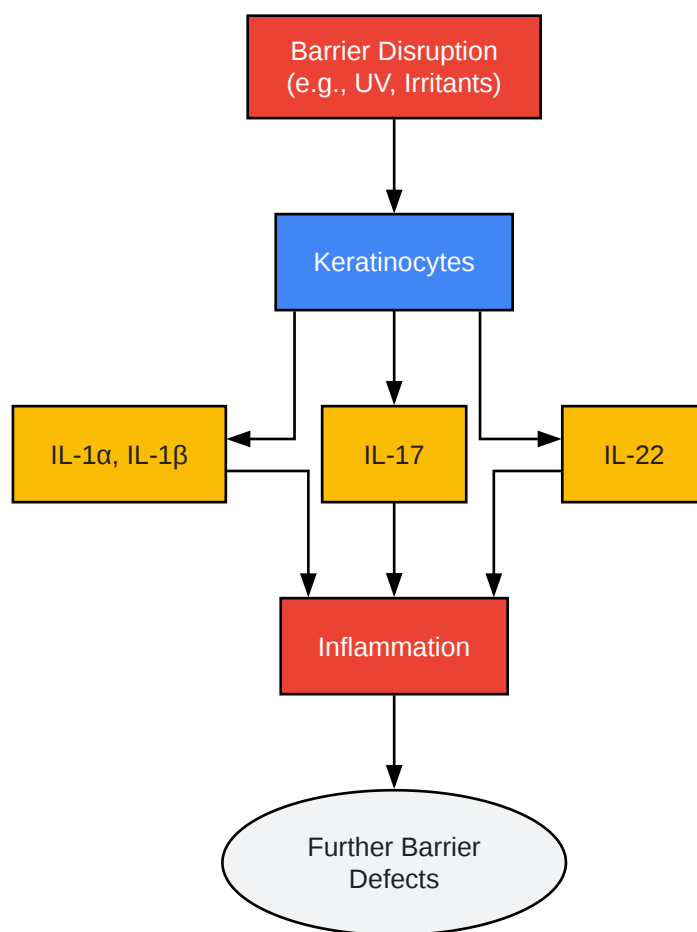 Barrier Disruption
(e.g., UV, Irritants)
Keratinocytes
IL-1α, IL-1β
IL-17
IL-22
Inflammation
Further Barrier
Defects